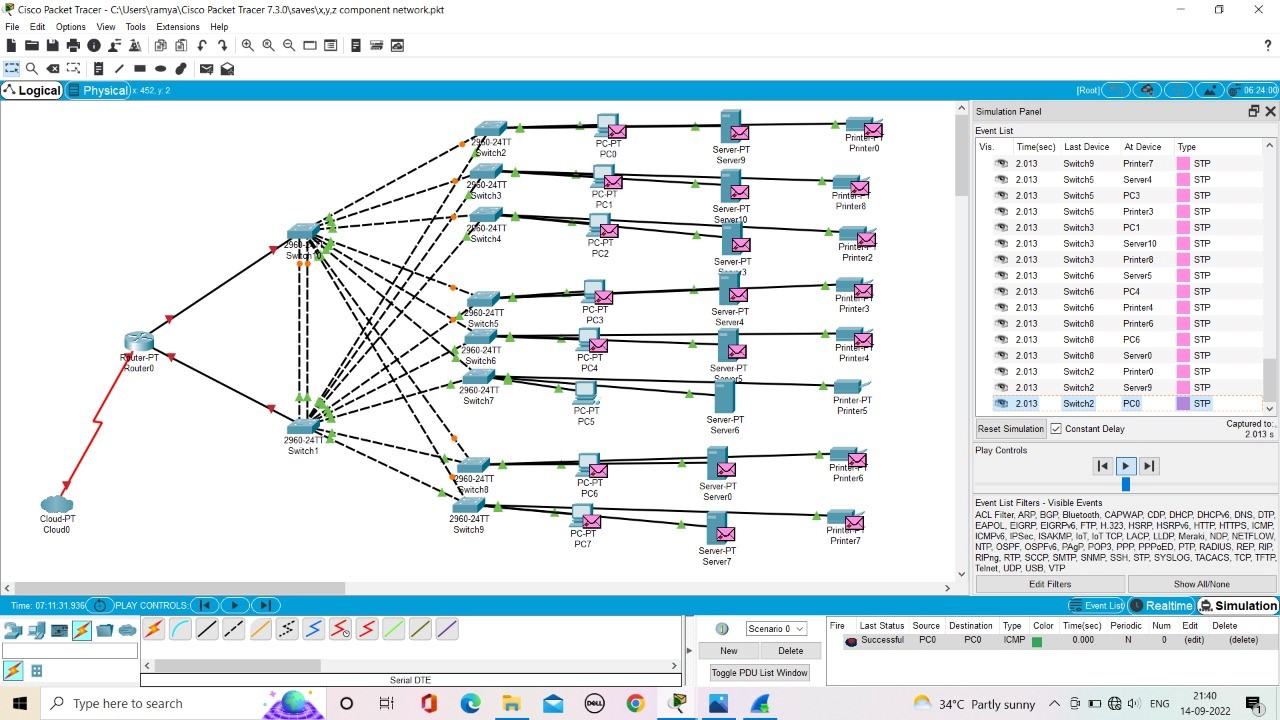 Cisco Packet Tracer - C:\Users\ramya\Cisco Packet Tracer 7.3.0\saves\x,y,z component network.pkt
File Edit Options View Tools Extensions Help
?
Logical Physical x: 452, y: 2
[Root] 06:24:00
2960-24TT
Switch2
PC-PT
PC0
Server-PT
Server9
Printer-PT
Printer0
2960-24TT
Switch3
PC-PT
PC1
Server-PT
Server10
Printer-PT
Printer8
2960-24TT
Switch4
PC-PT
PC2
Server-PT
Printer-PT
Printer2
Router-PT
Router0
2960-24TT
Switch5
PC-PT
PC3
Server-PT
Server4
Printer-PT
Printer3
2960-24TT
Switch6
PC-PT
PC4
Server-PT
Server5
Printer-PT
Printer4
2960-24TT
Switch7
PC-PT
PC5
Server-PT
Server6
Printer-PT
Printer5
2960-24TT
Switch1
2960-24TT
Switch8
PC-PT
PC6
Server-PT
Server0
Printer-PT
Printer6
2960-24TT
Switch9
PC-PT
PC7
Server-PT
Server7
Printer-PT
Printer7
Cloud-PT
Cloud0
Simulation Panel
Event List
Vis. Time(sec) Last Device At Device Type
2.013 Switch9 Printer7 STP
2.013 Switch5 Server4 STP
2.013 Switch5 PC3 STP
2.013 Switch5 Printer3 STP
2.013 Switch3 PC1 STP
2.013 Switch3 Server10 STP
2.013 Switch3 Printer8 STP
2.013 Switch6 Server5 STP
2.013 Switch6 PC4 STP
2.013 Switch6 Printer4 STP
2.013 Switch8 Printer6 STP
2.013 Switch8 PC6 STP
2.013 Switch8 Server0 STP
2.013 Switch2 Printer0 STP
2.013 Switch2 Server9 STP
2.013 Switch2 PC0 STP
Reset Simulation Constant Delay Captured to:
2.013 s
Play Controls
Event List Filters - Visible Events
ACL Filter, ARP, BGP, Bluetooth, CAPWAP, CDP, DHCP, DHCPv6, DNS, DTP,
EAPOL, EIGRP, EIGRPv6, FTP, H.323, HSRP, HSRPv6, HTTP, HTTPS, ICMP,
ICMPv6, IPSec, ISAKMP, IoT, IoT TCP, LACP, LLDP, Meraki, NDP, NETFLOW,
NTP, OSPF, OSPFv6, PAgP, POP3, PPP, PPPoED, PTP, RADIUS, REP, RIP,
RIPng, RTP, SCCP, SMTP, SNMP, SSH, STP, SYSLOG, TACACS, TCP, TFTP,
Telnet, UDP, USB, VTP
Edit Filters Show All/None
Time: 07:11:31.936 PLAY CONTROLS:
Event List Realtime Simulation
Serial DTE
Scenario 0
New Delete
Toggle PDU List Window
Fire Last Status Source Destination Type Color Time(sec) Periodic Num Edit Delete
Successful PC0 PC0 ICMP 0.000 N 0 (edit) (delete)
Type here to search
DELL
34°C Partly sunny
ENG
21:40
14-09-2022
1